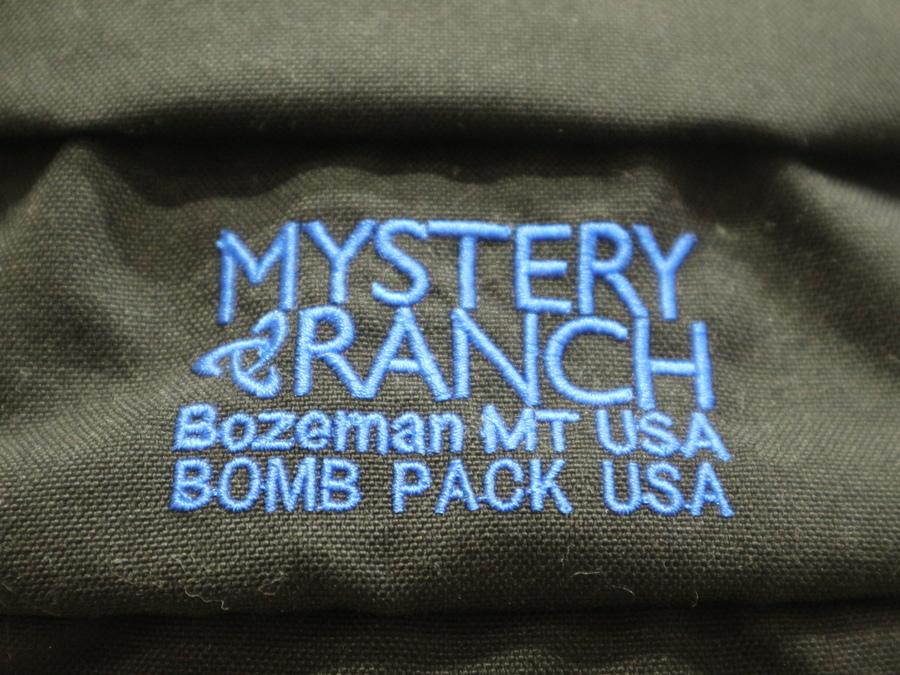 MYSTERY
RANCH
Bozeman MT USA
BOMB PACK USA